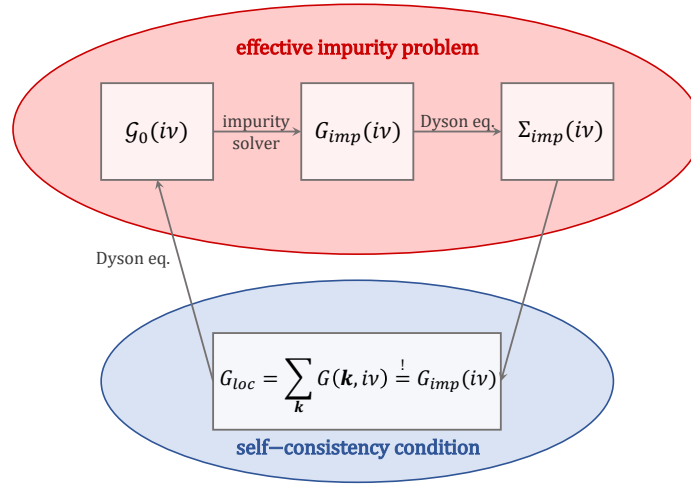 effective impurity problem
𝒢₀(iν)
impurity
solver
G_imp(iν)
Dyson eq.
Σ_imp(iν)
Dyson eq.
G_loc = ∑_k G(k, iν) =^! G_imp(iν)
self−consistency condition